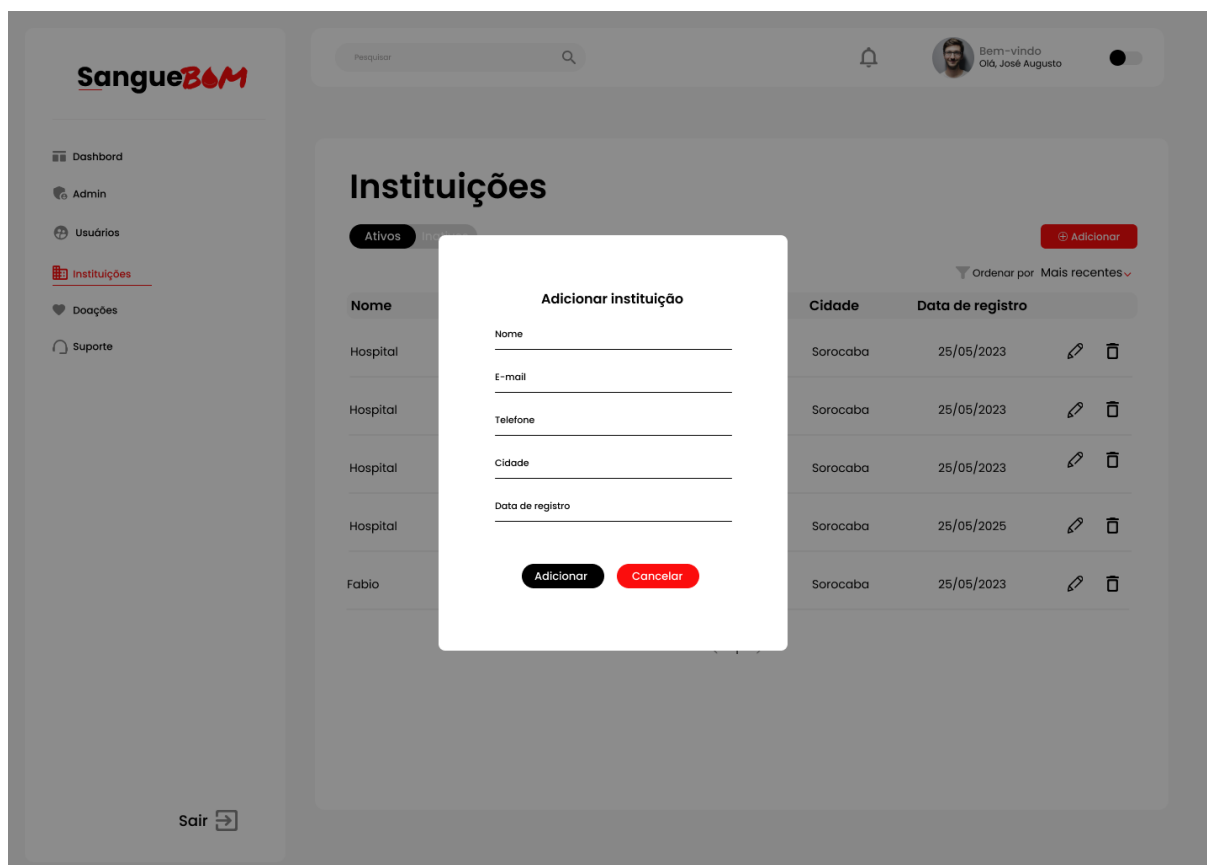 SangueBOM
Pesquisar
Bem-vindo
Olá, José Augusto
Dashbord
Admin
Usuários
Instituições
Doações
Suporte
Sair
Instituições
Ativos
Adicionar
Ordenar por Mais recentes
Nome Cidade Data de registro
Hospital Sorocaba 25/05/2023
Hospital Sorocaba 25/05/2023
Hospital Sorocaba 25/05/2023
Hospital Sorocaba 25/05/2025
Fabio Sorocaba 25/05/2023
Adicionar instituição
Nome
E-mail
Telefone
Cidade
Data de registro
Adicionar Cancelar